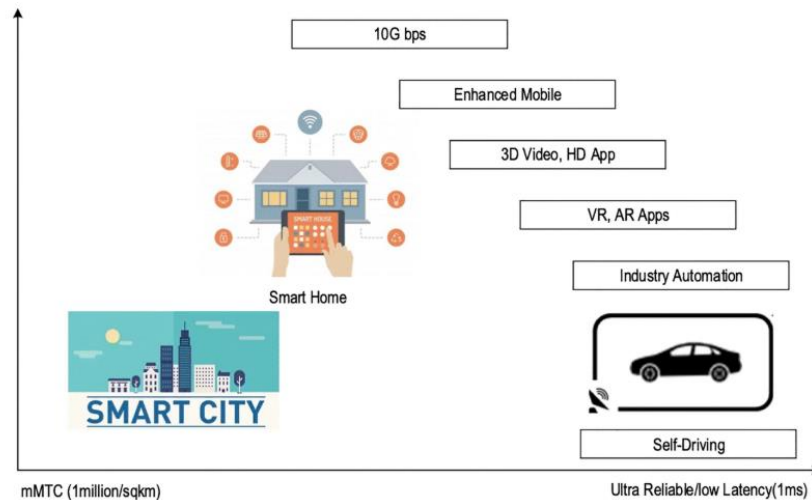 10G bps
Enhanced Mobile
3D Video, HD App
VR, AR Apps
SMART HOUSE
Industry Automation
Smart Home
SMART CITY
Self-Driving
mMTC (1million/sqkm)
Ultra Reliable/low Latency(1ms)